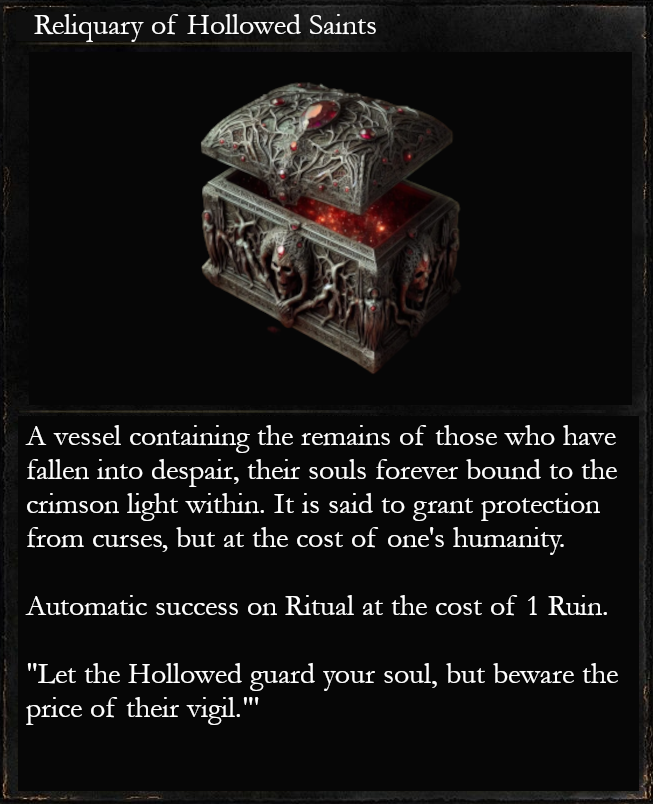 Reliquary of Hollowed Saints
A vessel containing the remains of those who have
fallen into despair, their souls forever bound to the
crimson light within. It is said to grant protection
from curses, but at the cost of one's humanity.
Automatic success on Ritual at the cost of 1 Ruin.
"Let the Hollowed guard your soul, but beware the
price of their vigil."'